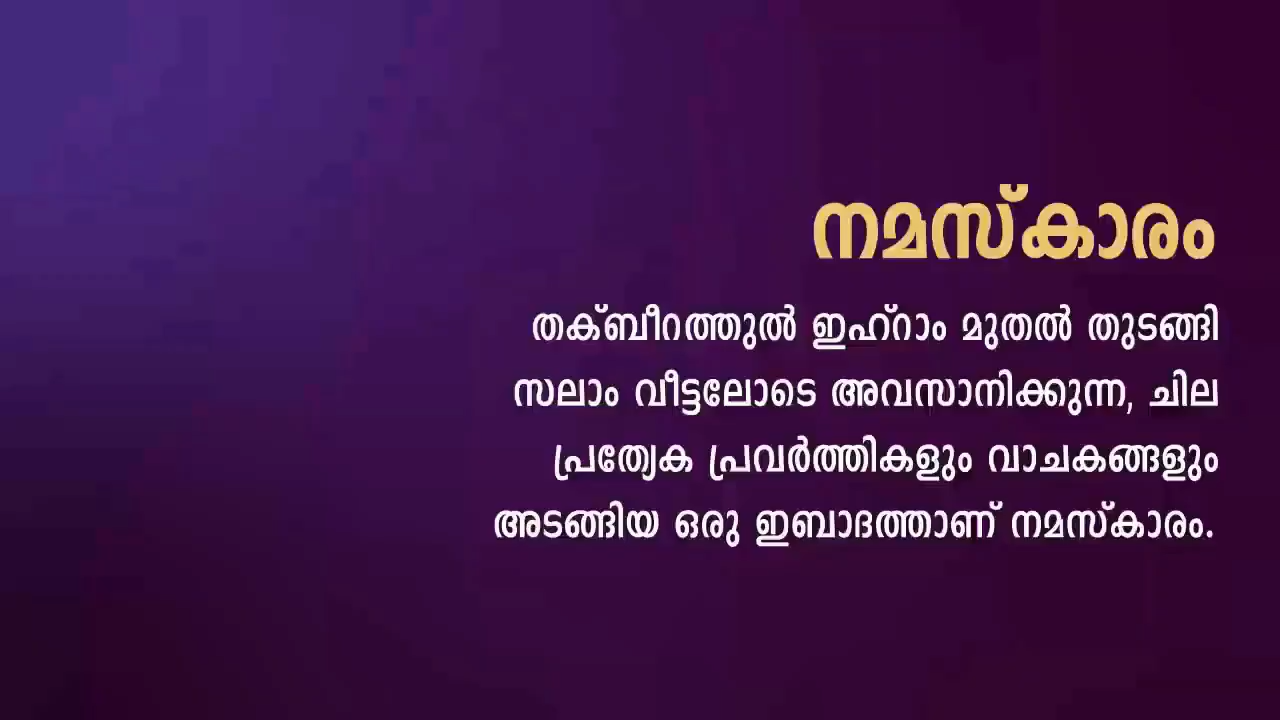 നമസ്കാരം
തക്ബീറത്തുൽ ഇഹ്റാം മുതൽ തുടങ്ങി
സലാം വീട്ടലോടെ അവസാനിക്കുന്ന, ചില
പ്രത്യേക പ്രവർത്തികളും വാചകങ്ങളും
അടങ്ങിയ ഒരു ഇബാദത്താണ് നമസ്കാരം.